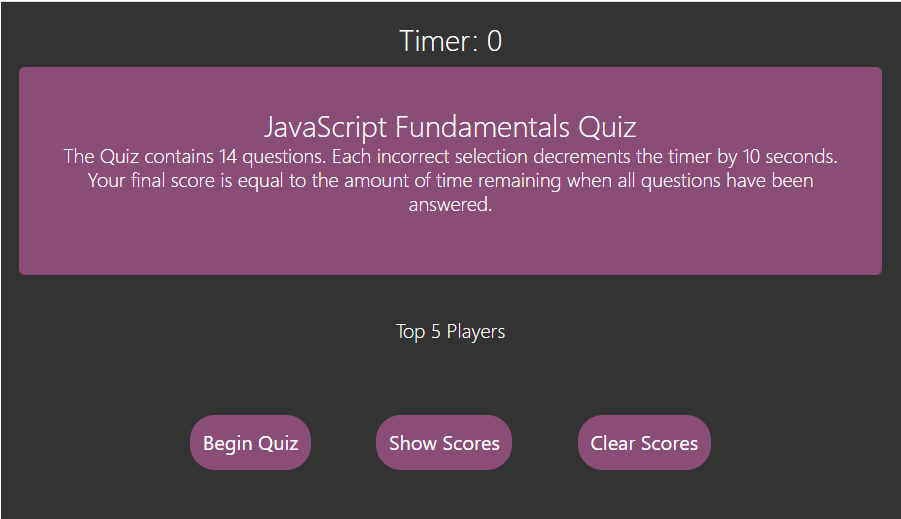 Timer: 0
JavaScript Fundamentals Quiz
The Quiz contains 14 questions. Each incorrect selection decrements the timer by 10 seconds.
Your final score is equal to the amount of time remaining when all questions have been
answered.
Top 5 Players
Begin Quiz
Show Scores
Clear Scores